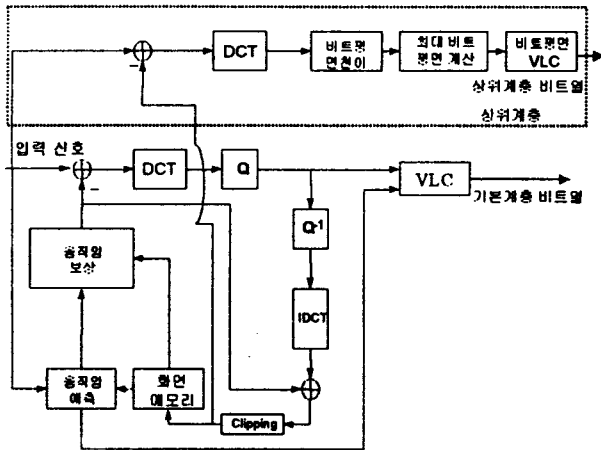 DCT
비트평
면천이
최대 비트
평면 계산
비트평면
VLC
상위계층 비트열
상위계층
입력 신호
DCT
Q
VLC
기본계층 비트열
Q-1
움직임
보상
IDCT
움직임
예측
화면
메모리
Clipping